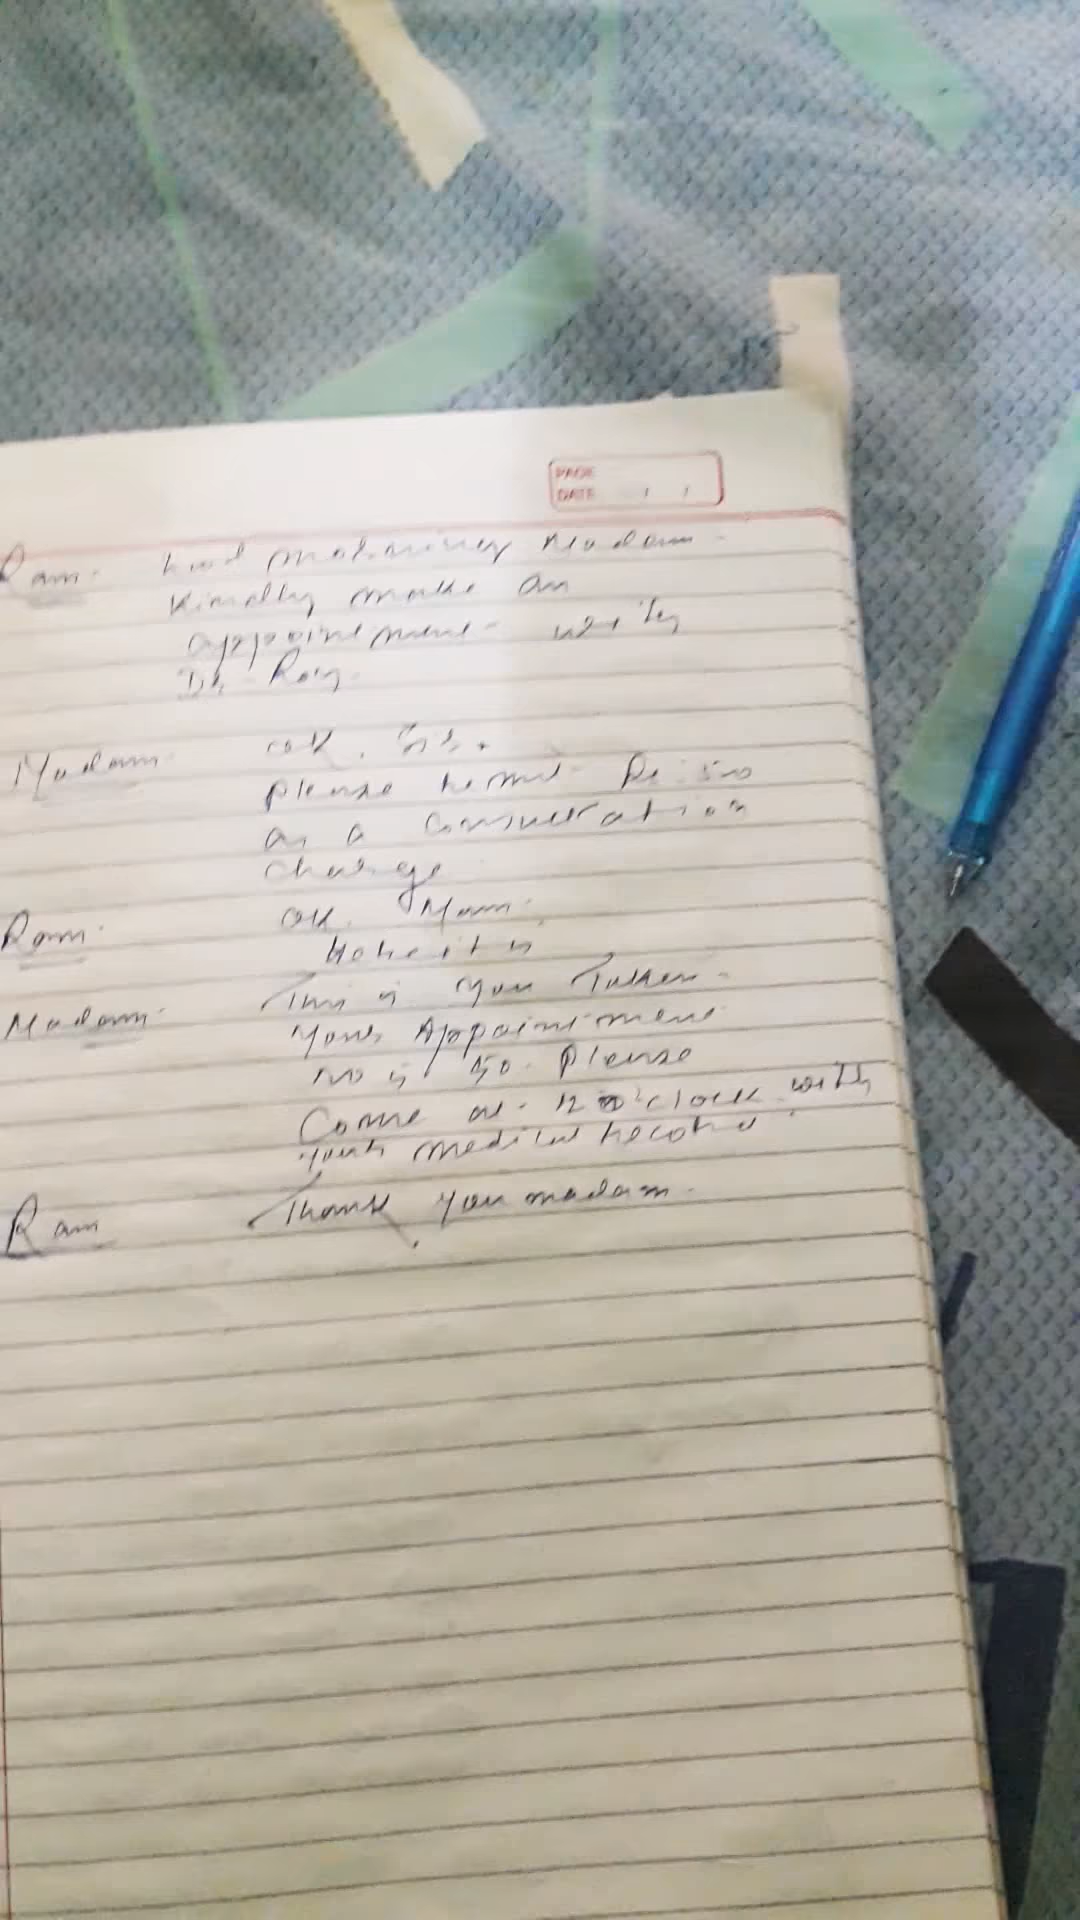 PAGE
DATE / /
Ram. Good morning Madam.
Kindly make an
appointment with
Dr. Roy.
Madam. Ok. Sir.
please remit Rs. 500
as a consultation
charge
Ram. Ok. Mam.
Here it is
Madam. This is your Token.
Your Appointment
no is 50. Please
Come at 12 o'clock with
your medical record.
Ram Thank you madam.